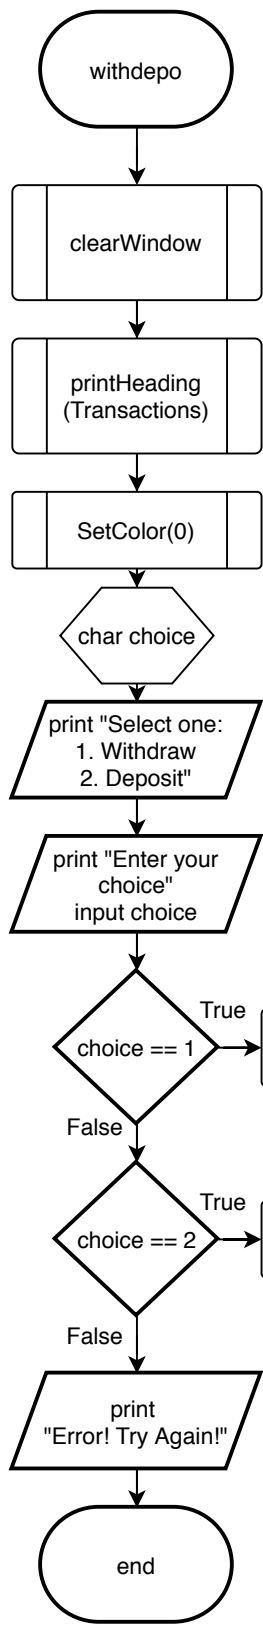 withdepo
clearWindow
printHeading
(Transactions)
SetColor(0)
char choice
print "Select one:
1. Withdraw
2. Deposit"
print "Enter your
choice"
input choice
choice == 1
True
False
choice == 2
True
False
print
"Error! Try Again!"
end